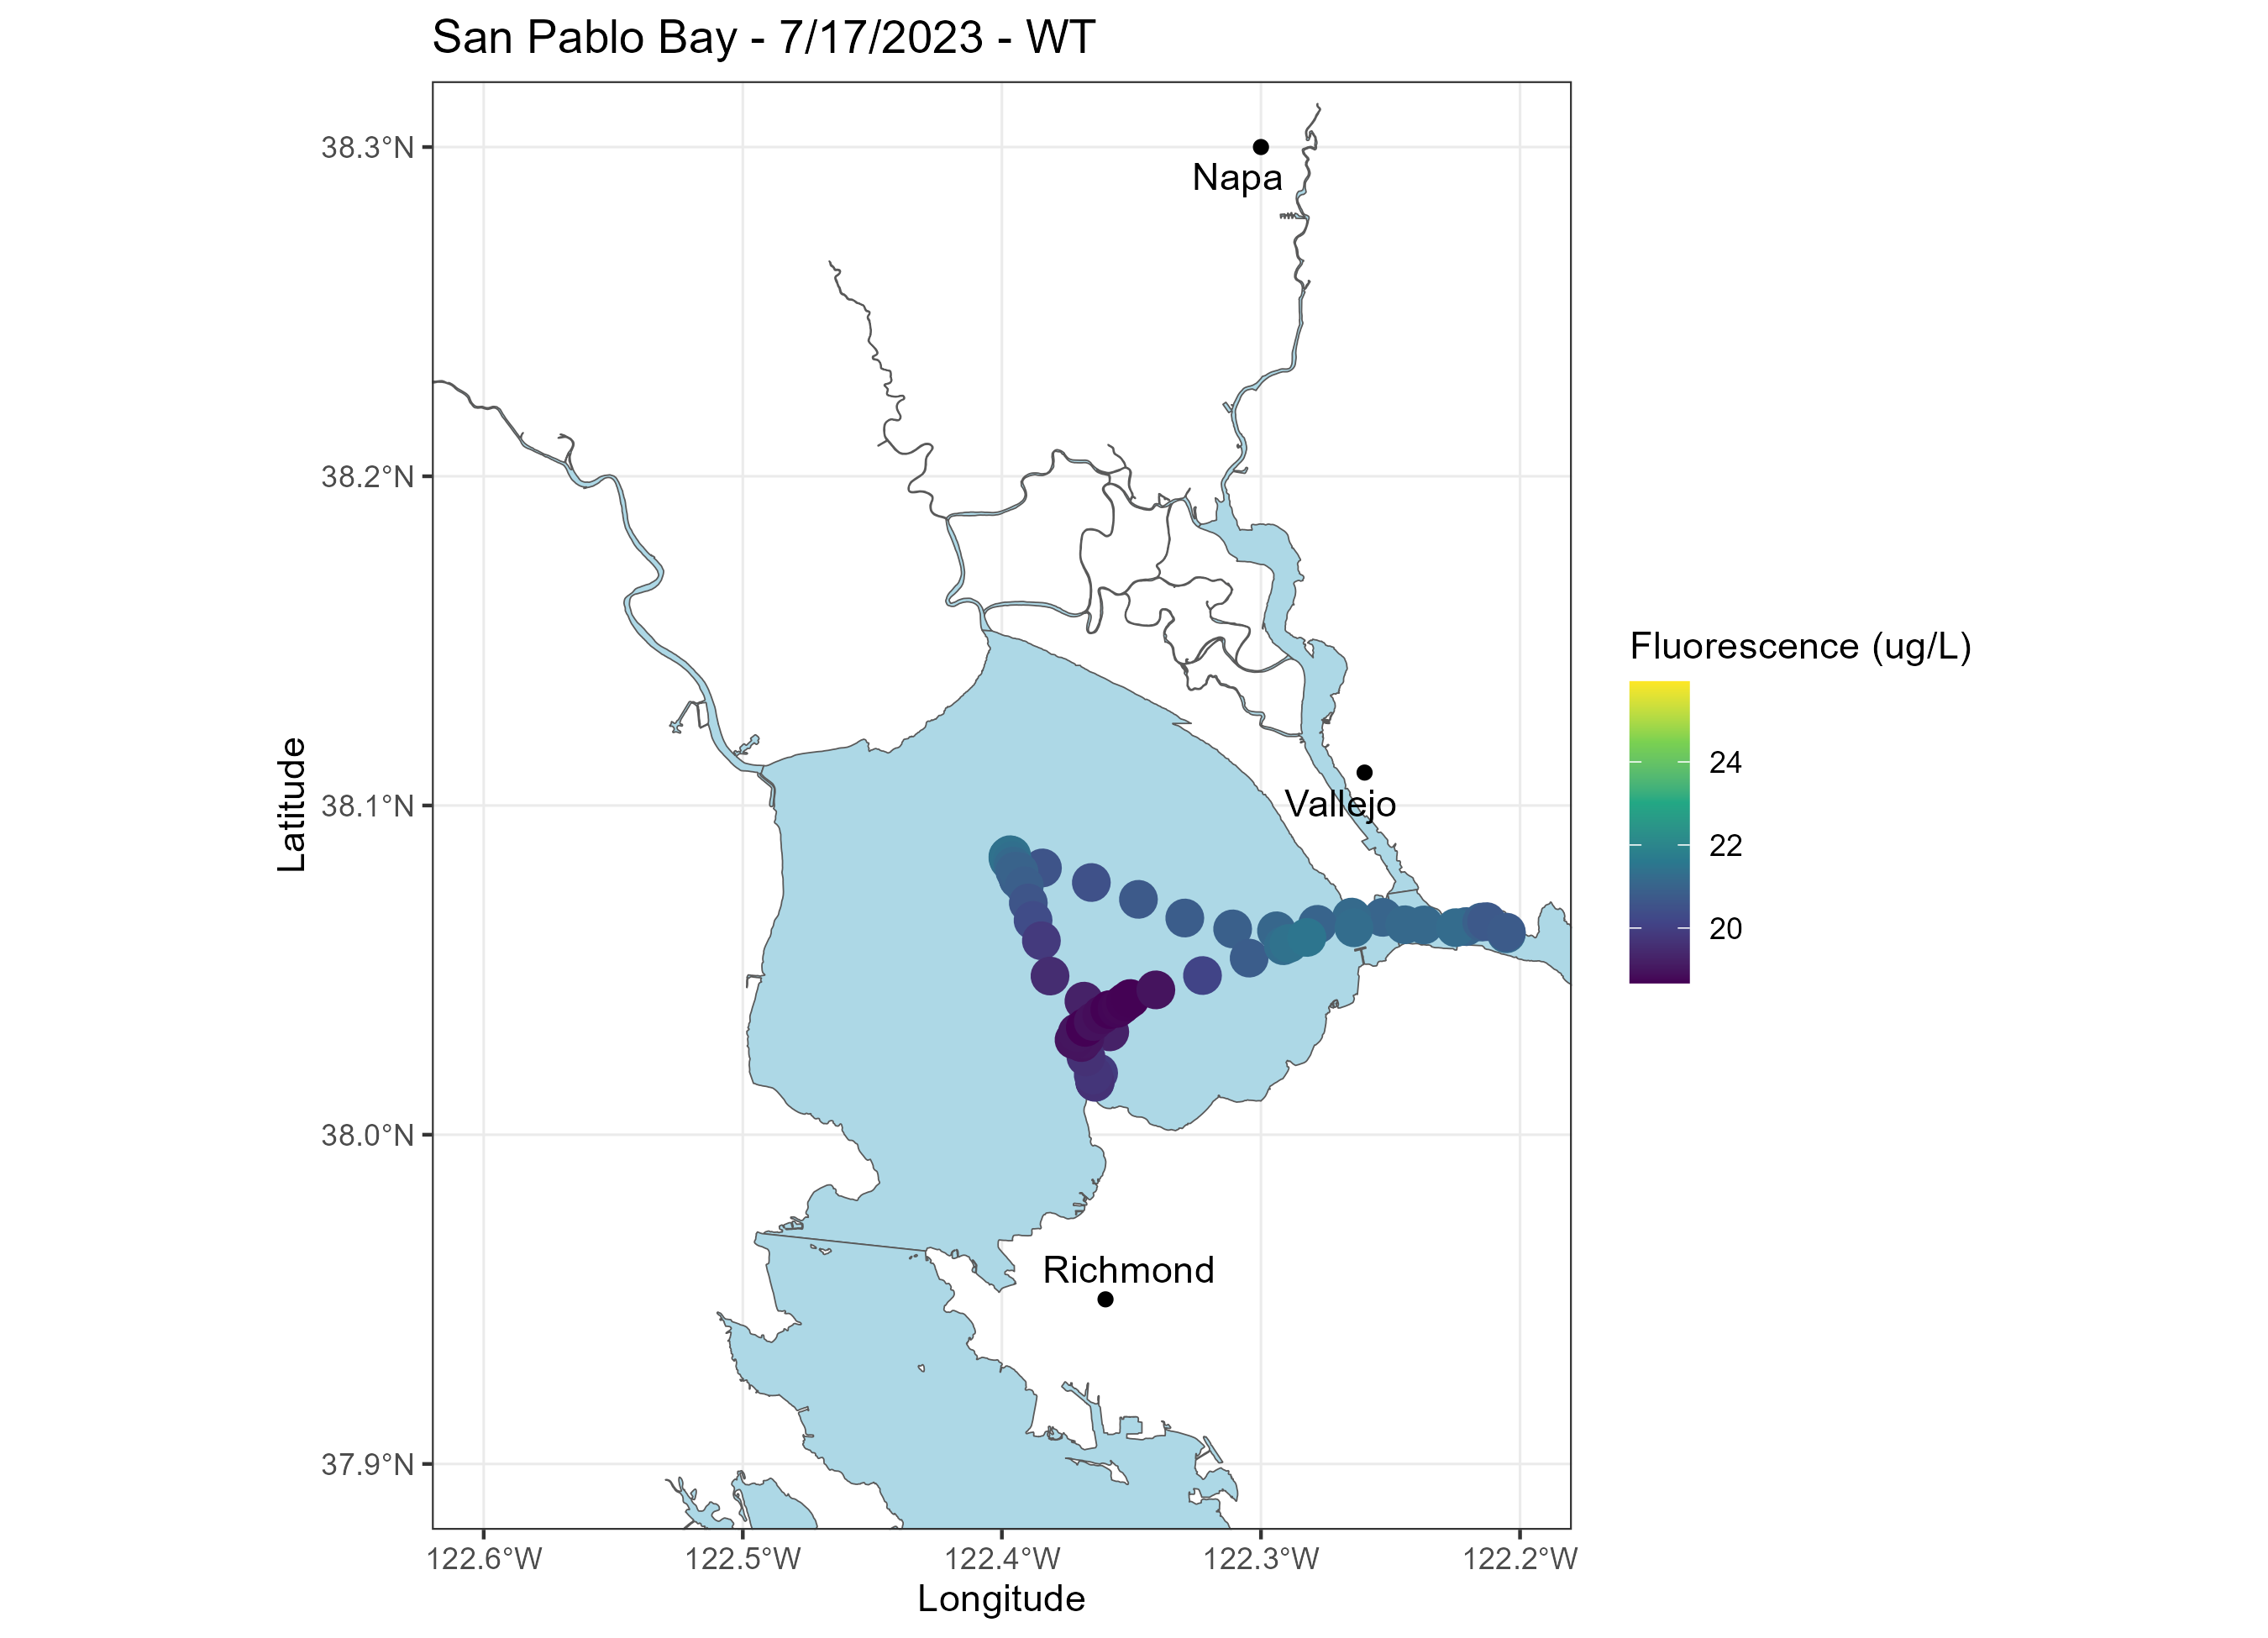 San Pablo Bay - 7/17/2023 - WT
38.3°N
38.2°N
38.1°N
38.0°N
37.9°N
Latitude
Napa
Vallejo
Richmond
122.6°W
122.5°W
122.4°W
122.3°W
122.2°W
Longitude
Fluorescence (ug/L)
24
22
20